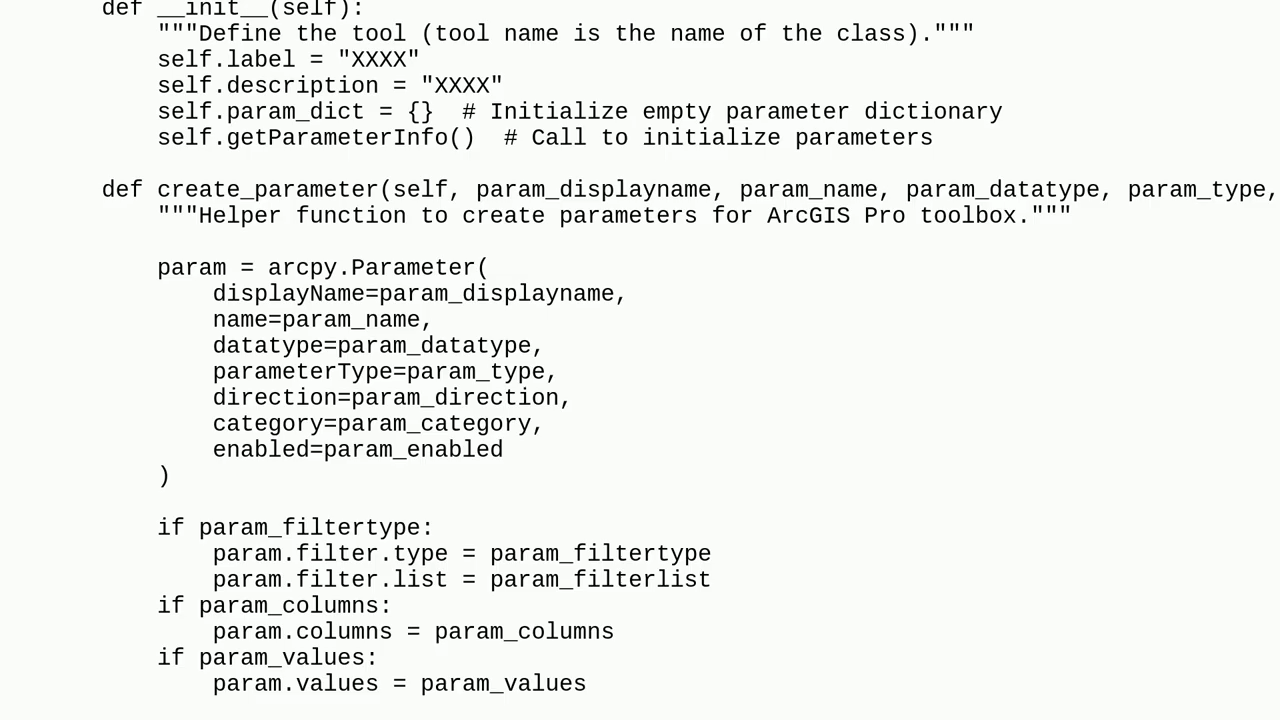 def __init__(self):
"""Define the tool (tool name is the name of the class)."""
self.label = "XXXX"
self.description = "XXXX"
self.param_dict = {}  # Initialize empty parameter dictionary
self.getParameterInfo()  # Call to initialize parameters
def create_parameter(self, param_displayname, param_name, param_datatype, param_type,
"""Helper function to create parameters for ArcGIS Pro toolbox."""
param = arcpy.Parameter(
displayName=param_displayname,
name=param_name,
datatype=param_datatype,
parameterType=param_type,
direction=param_direction,
category=param_category,
enabled=param_enabled
)
if param_filtertype:
param.filter.type = param_filtertype
param.filter.list = param_filterlist
if param_columns:
param.columns = param_columns
if param_values:
param.values = param_values